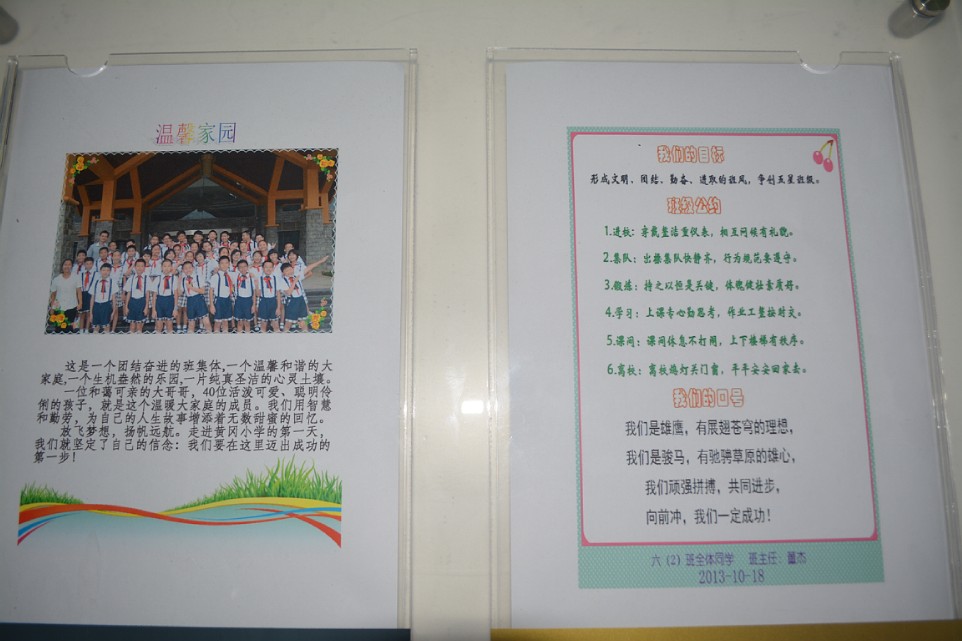 温馨家园
这是一个团结奋进的班集体,一个温馨和谐的大
家庭,一个生机盎然的乐园,一片纯真圣洁的心灵土壤。
一位和蔼可亲的大哥哥，40位活泼可爱、聪明伶
俐的孩子，就是这个温暖大家庭的成员。我们用智慧
和勤劳，为自己的人生故事增添着无数甜蜜的回忆。
放飞梦想，扬帆远航。走进黄冈小学的第一天，
我们就坚定了自己的信念：我们要在这里迈出成功的
第一步！
我们的目标
形成文明、团结、勤奋、进取的班风，争创五星班级。
班级公约
1.进校：穿戴整洁重仪表，相互问候有礼貌。
2.集队：出操集队快静齐，行为规范要遵守。
3.锻炼：持之以恒是关键，体魄健壮素质好。
4.学习：上课专心勤思考，作业工整按时交。
5.课间：课间休息不打闹，上下楼梯有秩序。
6.离校：离校熄灯关门窗，平平安安回家去。
我们的口号
我们是雄鹰，有展翅苍穹的理想，
我们是骏马，有驰骋草原的雄心，
我们顽强拼搏，共同进步，
向前冲，我们一定成功！
六（2）班全体同学 班主任：董杰
2013-10-18